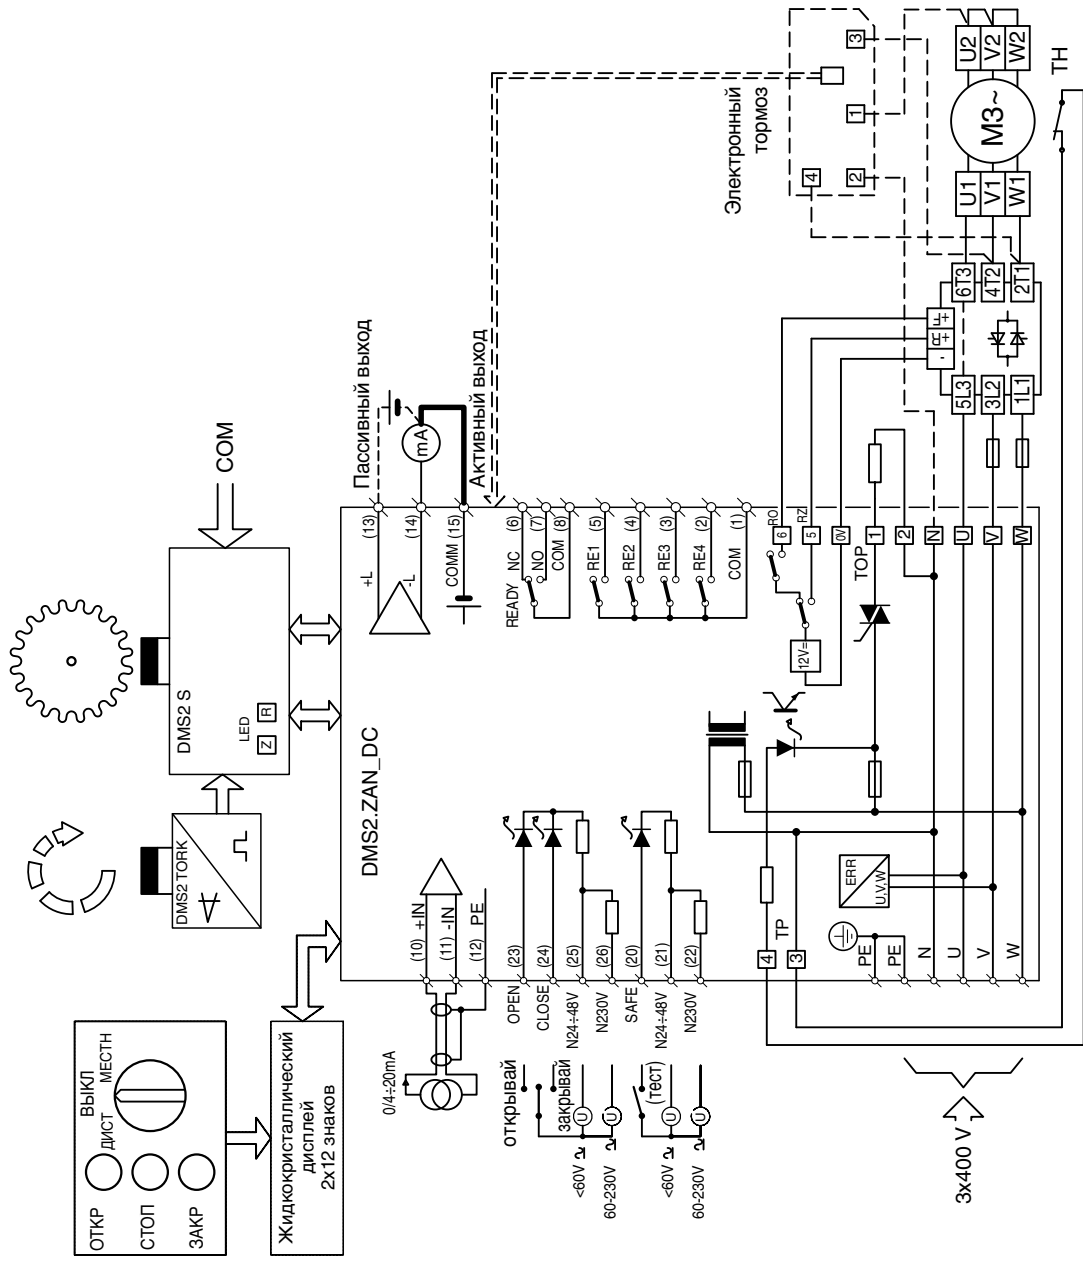 ОТКР
СТОП
ЗАКР
ДИСТ
ВЫКЛ
МЕСТН
Жидкокристаллический
дисплей
2x12 знаков
DMS2 TORK
DMS2 S
LED
Z
R
COM
DMS2.ZAN_DC
0/4÷20mA
(10) +IN
(11) -IN
(12) PE
OPEN (23)
CLOSE (24)
N24÷48V (25)
N230V (26)
SAFE (20)
N24÷48V (21)
N230V (22)
открывай
закрывай
<60V
U
60-230V
U
(тест)
<60V
U
60-230V
U
+L (13)
-L (14)
COMM (15)
Пассивный выход
mA
Активный выход
READY
NC (6)
NO (7)
COM (8)
RE1 (5)
RE2 (4)
RE3 (3)
RE4 (2)
COM (1)
12V=
RO
6
RZ
5
0V
TOP
1
2
N
U
V
W
4
TP
3
ERR
U,V,W
PE
PE
N
U
V
W
3x400 V
Электронный
тормоз
4
2
1
3
-
+R
+F
5L3
3L2
1L1
6T3
4T2
2T1
U1
V1
W1
M3~
U2
V2
W2
TH